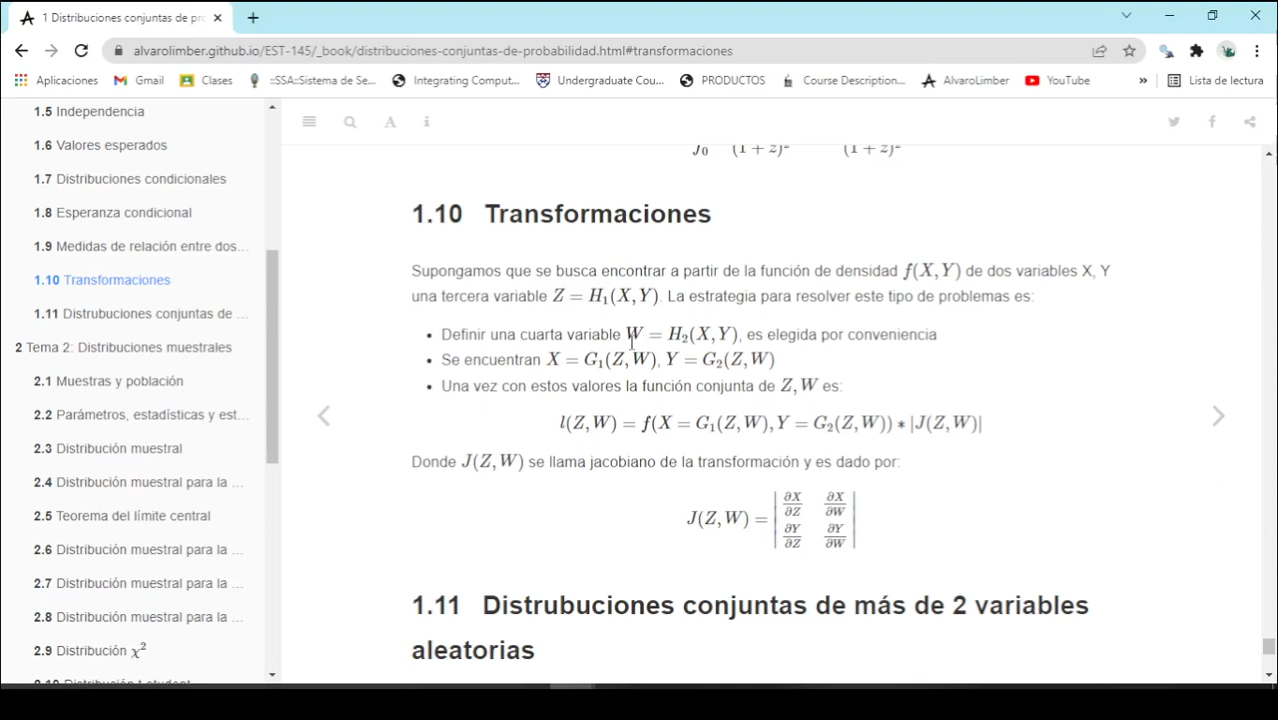 1 Distribuciones conjuntas de pr
alvarolimber.github.io/EST-145/_book/distribuciones-conjuntas-de-probabilidad.html#transformaciones
Aplicaciones Gmail Clases ::SSA::Sistema de Se... Integrating Comput... Undergraduate Cou... PRODUCTOS Course Description... AlvaroLimber YouTube » Lista de lectura
1.5 Independencia
1.6 Valores esperados
1.7 Distribuciones condicionales
1.8 Esperanza condicional
1.9 Medidas de relación entre dos...
1.10 Transformaciones
1.11 Distrubuciones conjuntas de ...
2 Tema 2: Distribuciones muestrales
2.1 Muestras y población
2.2 Parámetros, estadísticas y est...
2.3 Distribución muestral
2.4 Distribución muestral para la ...
2.5 Teorema del límite central
2.6 Distribución muestral para la ...
2.7 Distribución muestral para la ...
2.8 Distribución muestral para la ...
2.9 Distribución χ²
J₀ (1 + z)² (1 + z)²
1.10 Transformaciones
Supongamos que se busca encontrar a partir de la función de densidad f(X, Y) de dos variables X, Y
una tercera variable Z = H₁(X, Y). La estrategia para resolver este tipo de problemas es:
• Definir una cuarta variable W = H₂(X, Y), es elegida por conveniencia
• Se encuentran X = G₁(Z, W), Y = G₂(Z, W)
• Una vez con estos valores la función conjunta de Z, W es:
l(Z, W) = f(X = G₁(Z, W), Y = G₂(Z, W)) * |J(Z, W)|
Donde J(Z, W) se llama jacobiano de la transformación y es dado por:
J(Z, W) = | ∂X/∂Z ∂X/∂W |
| ∂Y/∂Z ∂Y/∂W |
1.11 Distrubuciones conjuntas de más de 2 variables
aleatorias